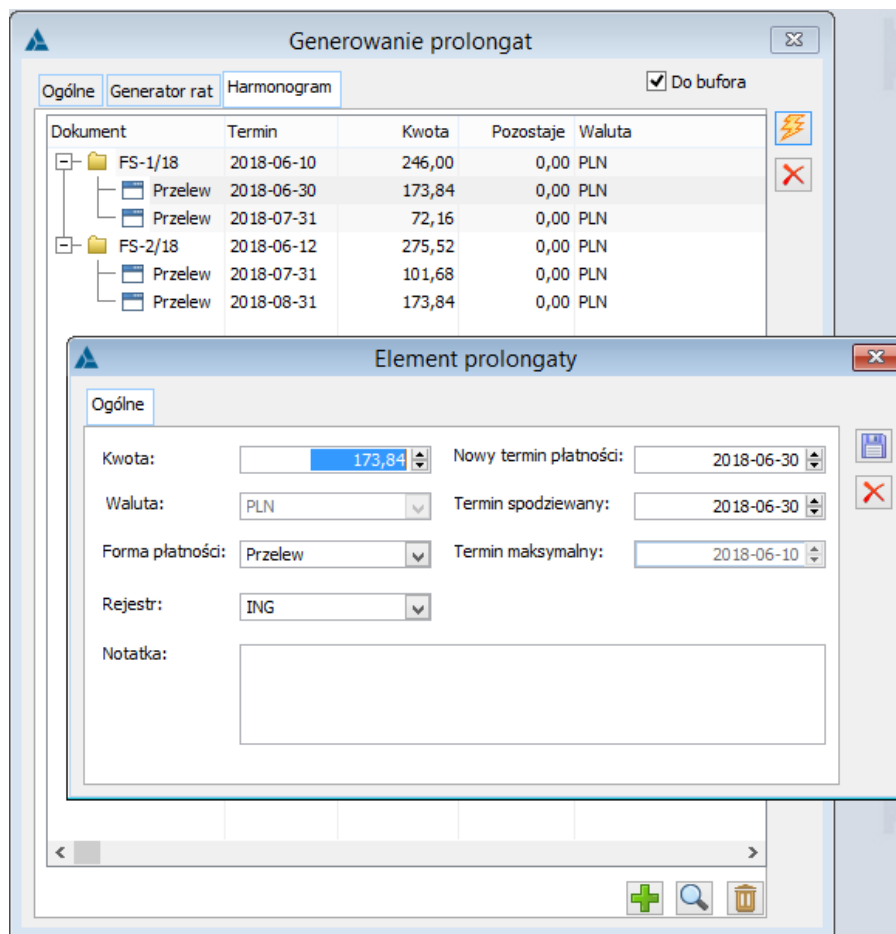 Generowanie prolongat
Ogólne Generator rat Harmonogram Do bufora
Dokument Termin Kwota Pozostaje Waluta
FS-1/18 2018-06-10 246,00 0,00 PLN
Przelew 2018-06-30 173,84 0,00 PLN
Przelew 2018-07-31 72,16 0,00 PLN
FS-2/18 2018-06-12 275,52 0,00 PLN
Przelew 2018-07-31 101,68 0,00 PLN
Przelew 2018-08-31 173,84 0,00 PLN
Element prolongaty
Ogólne
Kwota: 173,84 Nowy termin płatności: 2018-06-30
Waluta: PLN Termin spodziewany: 2018-06-30
Forma płatności: Przelew Termin maksymalny: 2018-06-10
Rejestr: ING
Notatka: